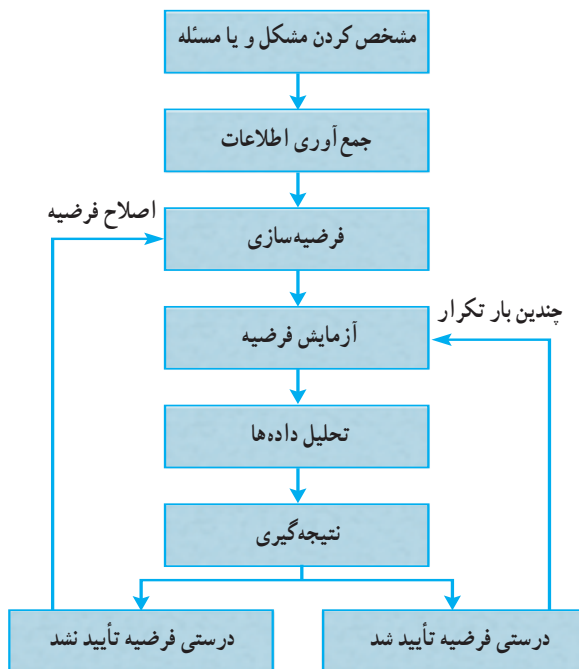 مشخص کردن مشکل و یا مسئله
جمع آوری اطلاعات
اصلاح فرضیه
فرضیه‌سازی
چندین بار تکرار
آزمایش فرضیه
تحلیل داده‌ها
نتیجه‌گیری
درستی فرضیه تأیید شد
درستی فرضیه تأیید نشد